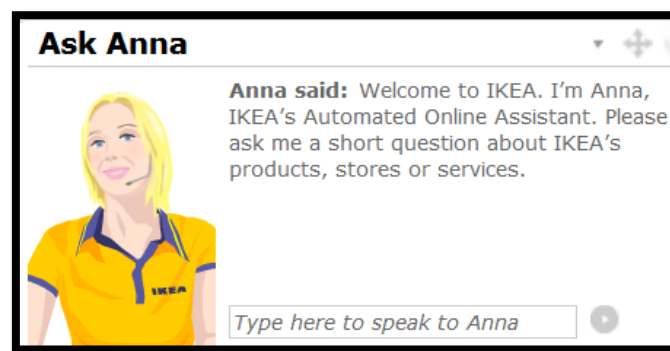 Ask Anna
Anna said: Welcome to IKEA. I'm Anna,
IKEA's Automated Online Assistant. Please
ask me a short question about IKEA's
products, stores or services.
IKEA
Type here to speak to Anna